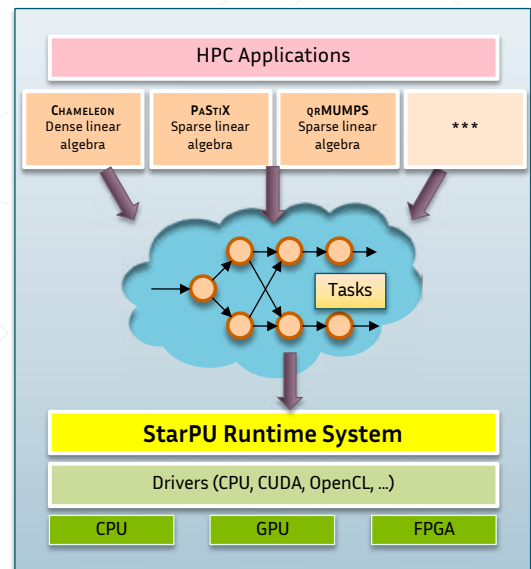 HPC Applications
CHAMELEON
Dense linear
algebra
PASTIX
Sparse linear
algebra
QRMUMPS
Sparse linear
algebra
***
Tasks
StarPU Runtime System
Drivers (CPU, CUDA, OpenCL, ...)
CPU
GPU
FPGA